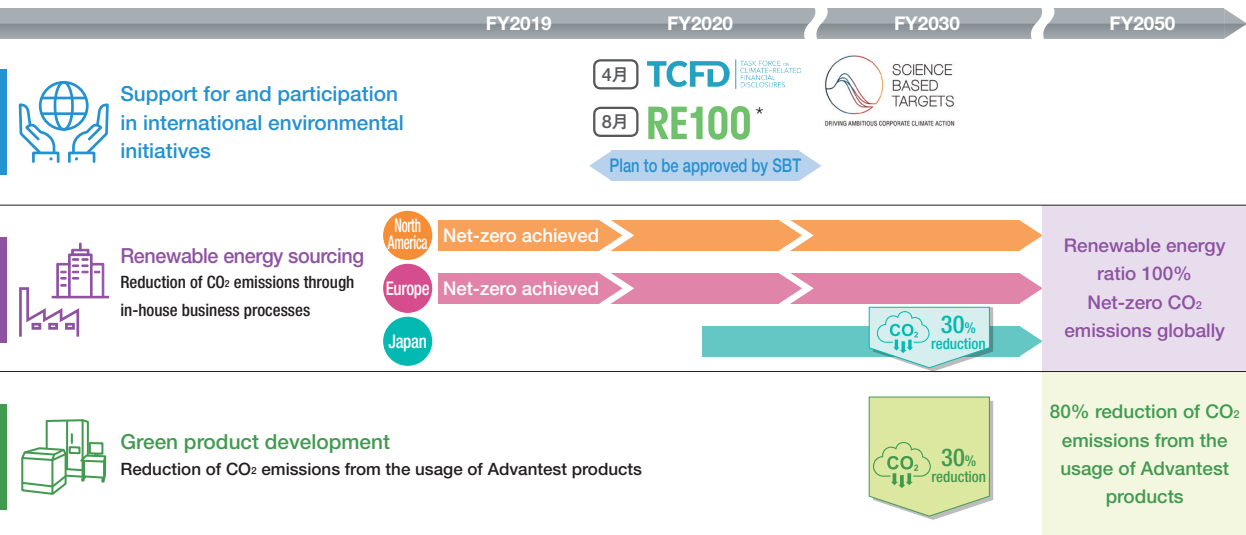 FY2019 FY2020 FY2030 FY2050
Support for and participation
in international environmental
initiatives
4月 TCFD TASK FORCE ON
CLIMATE-RELATED
FINANCIAL
DISCLOSURES
8月 RE100*
Plan to be approved by SBT
SCIENCE
BASED
TARGETS
DRIVING AMBITIOUS CORPORATE CLIMATE ACTION
Renewable energy sourcing
Reduction of CO2 emissions through
in-house business processes
North
America
Net-zero achieved
Europe
Net-zero achieved
Japan
CO2 30%
reduction
Renewable energy
ratio 100%
Net-zero CO2
emissions globally
Green product development
Reduction of CO2 emissions from the usage of Advantest products
CO2 30%
reduction
80% reduction of CO2
emissions from the
usage of Advantest
products